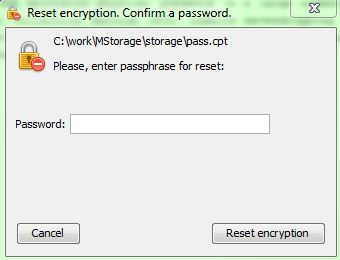 Reset encryption. Confirm a password.
C:\work\MStorage\storage\pass.cpt
Please, enter passphrase for reset:
Password:
Cancel
Reset encryption